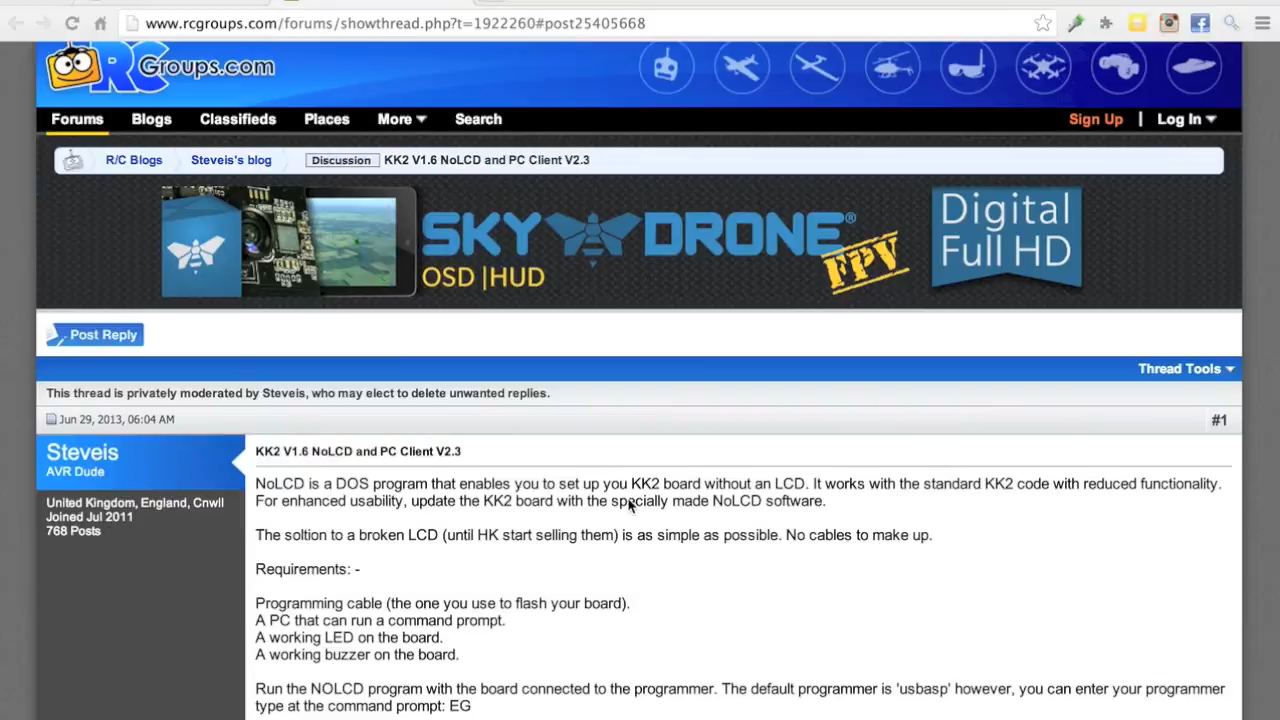 www.rcgroups.com/forums/showthread.php?t=1922260#post25405668
RCGroups.com
Forums Blogs Classifieds Places More Search Sign Up | Log In
R/C Blogs Steveis's blog Discussion KK2 V1.6 NoLCD and PC Client V2.3
SKY DRONE®
FPV
OSD |HUD
Digital
Full HD
Post Reply
Thread Tools
This thread is privately moderated by Steveis, who may elect to delete unwanted replies.
Jun 29, 2013, 06:04 AM #1
Steveis
AVR Dude
United Kingdom, England, Cnwll
Joined Jul 2011
768 Posts
KK2 V1.6 NoLCD and PC Client V2.3
NoLCD is a DOS program that enables you to set up you KK2 board without an LCD. It works with the standard KK2 code with reduced functionality.
For enhanced usability, update the KK2 board with the specially made NoLCD software.
The soltion to a broken LCD (until HK start selling them) is as simple as possible. No cables to make up.
Requirements: -
Programming cable (the one you use to flash your board).
A PC that can run a command prompt.
A working LED on the board.
A working buzzer on the board.
Run the NOLCD program with the board connected to the programmer. The default programmer is 'usbasp' however, you can enter your programmer
type at the command prompt: EG